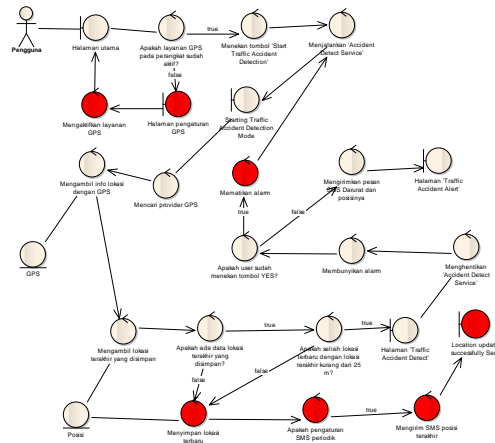 true
Pengguna
Halaman utama
Apakah layanan GPS
pada perangkat sudah
aktif?
Menekan tombol 'Start
Traffic Accident
Detection'
Menjalankan 'Accident
Detect Service'
false
Mengaktifkan layanan
GPS
Halaman pengaturan
GPS
Starting Traffic
Accident Detection
Mode
Mengambil info lokasi
dengan GPS
Mencari provider GPS
Mematikan alarm
Mengirimkan pesan
SMS Darurat dan
posisinya
Halaman 'Traffic
Accident Alert'
true
false
GPS
Apakah user sudah
menekan tombol YES?
Membunyikan alarm
Menghentikan
'Accident Detect
Service'
true
true
Mengambil lokasi
terakhir yang disimpan
Apakah ada data lokasi
terakhir yang
disimpan?
Apakah selisih lokasi
terbaru dengan lokasi
terakhir kurang dari 25
m?
Halaman 'Traffic
Accident Detect'
Location updat
successfully Sen
false
false
Posisi
Menyimpan lokasi
terbaru
Apakah pengaturan
SMS periodik
true
Mengirim SMS posisi
terakhir